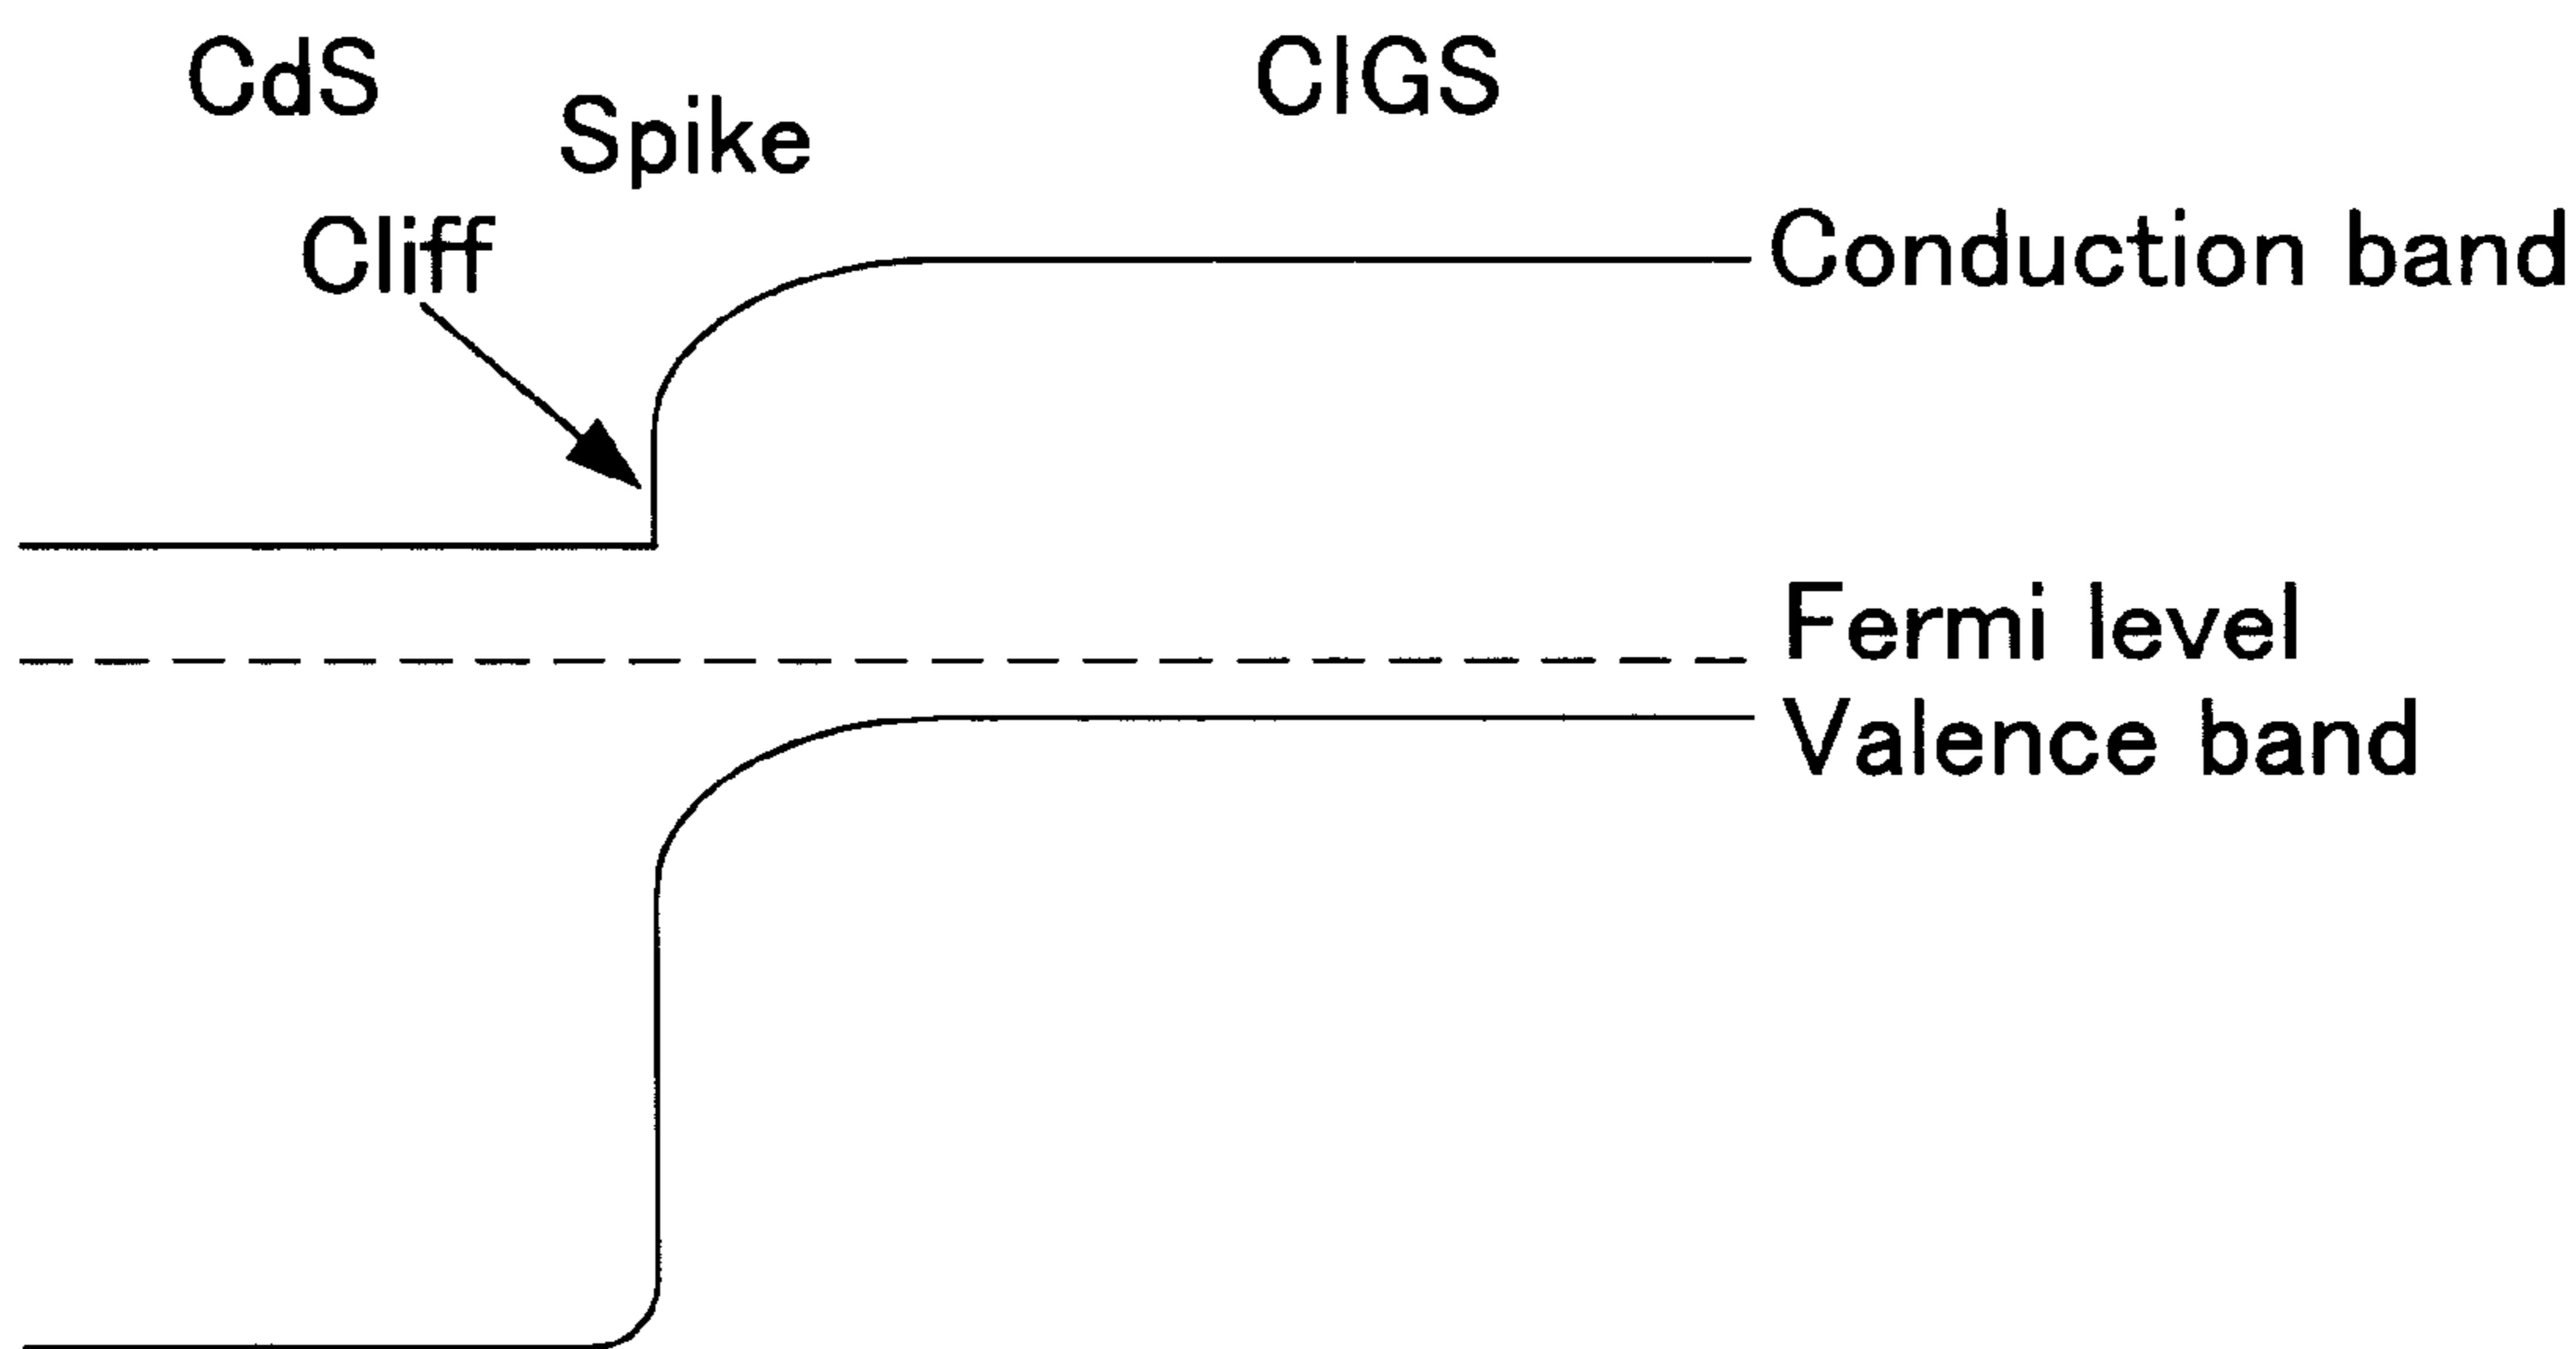 CdS
CIGS
Spike
Cliff
Conduction band
Fermi level
Valence band